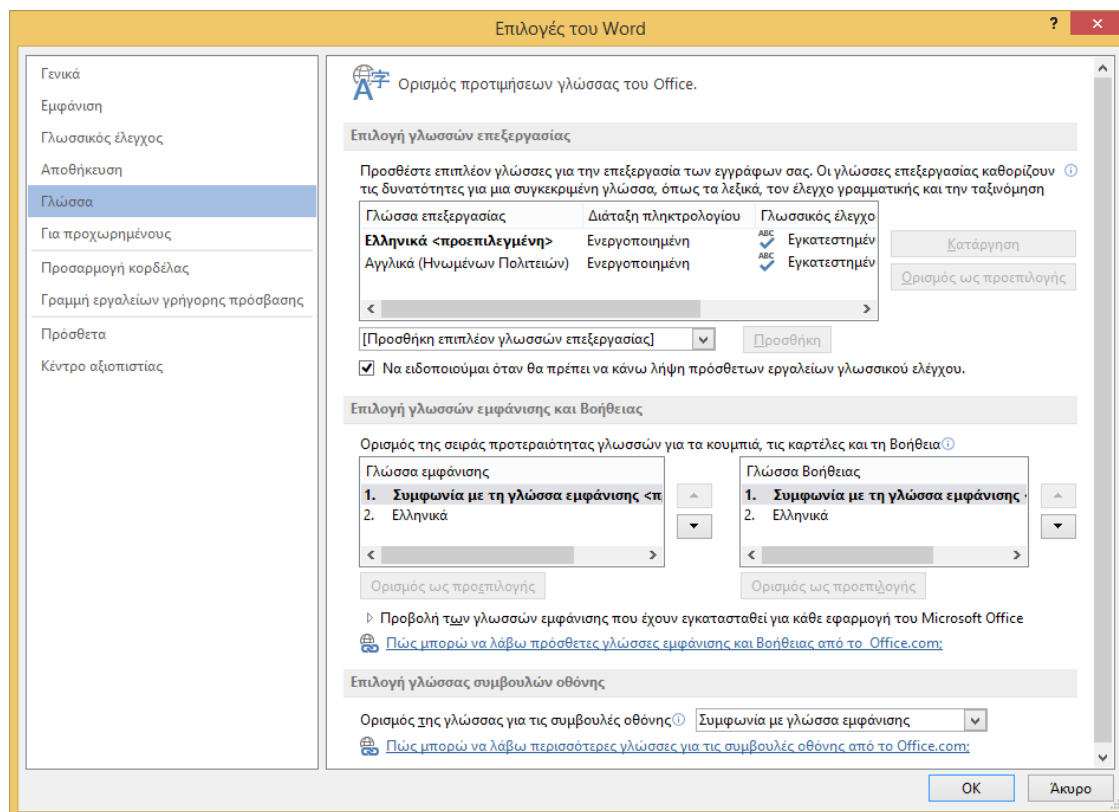 Επιλογές του Word
?
Γενικά
Εμφάνιση
Γλωσσικός έλεγχος
Αποθήκευση
Γλώσσα
Για προχωρημένους
Προσαρμογή κορδέλας
Γραμμή εργαλείων γρήγορης πρόσβασης
Πρόσθετα
Κέντρο αξιοπιστίας
Ορισμός προτιμήσεων γλώσσας του Office.
Επιλογή γλωσσών επεξεργασίας
Προσθέστε επιπλέον γλώσσες για την επεξεργασία των εγγράφων σας. Οι γλώσσες επεξεργασίας καθορίζουν
τις δυνατότητες για μια συγκεκριμένη γλώσσα, όπως τα λεξικά, τον έλεγχο γραμματικής και την ταξινόμηση
Γλώσσα επεξεργασίας Διάταξη πληκτρολογίου Γλωσσικός έλεγχο
Ελληνικά <προεπιλεγμένη> Ενεργοποιημένη ABC Εγκατεστημέν
Αγγλικά (Ηνωμένων Πολιτειών) Ενεργοποιημένη ABC Εγκατεστημέν
Κατάργηση
Ορισμός ως προεπιλογής
[Προσθήκη επιπλέον γλωσσών επεξεργασίας] Προσθήκη
Να ειδοποιούμαι όταν θα πρέπει να κάνω λήψη πρόσθετων εργαλείων γλωσσικού ελέγχου.
Επιλογή γλωσσών εμφάνισης και Βοήθειας
Ορισμός της σειράς προτεραιότητας γλωσσών για τα κουμπιά, τις καρτέλες και τη Βοήθεια
Γλώσσα εμφάνισης
1. Συμφωνία με τη γλώσσα εμφάνισης <π
2. Ελληνικά
Ορισμός ως προεπιλογής
Γλώσσα Βοήθειας
1. Συμφωνία με τη γλώσσα εμφάνισης <
2. Ελληνικά
Ορισμός ως προεπιλογής
Προβολή των γλωσσών εμφάνισης που έχουν εγκατασταθεί για κάθε εφαρμογή του Microsoft Office
Πώς μπορώ να λάβω πρόσθετες γλώσσες εμφάνισης και Βοήθειας από το Office.com;
Επιλογή γλώσσας συμβουλών οθόνης
Ορισμός της γλώσσας για τις συμβουλές οθόνης Συμφωνία με γλώσσα εμφάνισης
Πώς μπορώ να λάβω περισσότερες γλώσσες για τις συμβουλές οθόνης από το Office.com;
OK Άκυρο